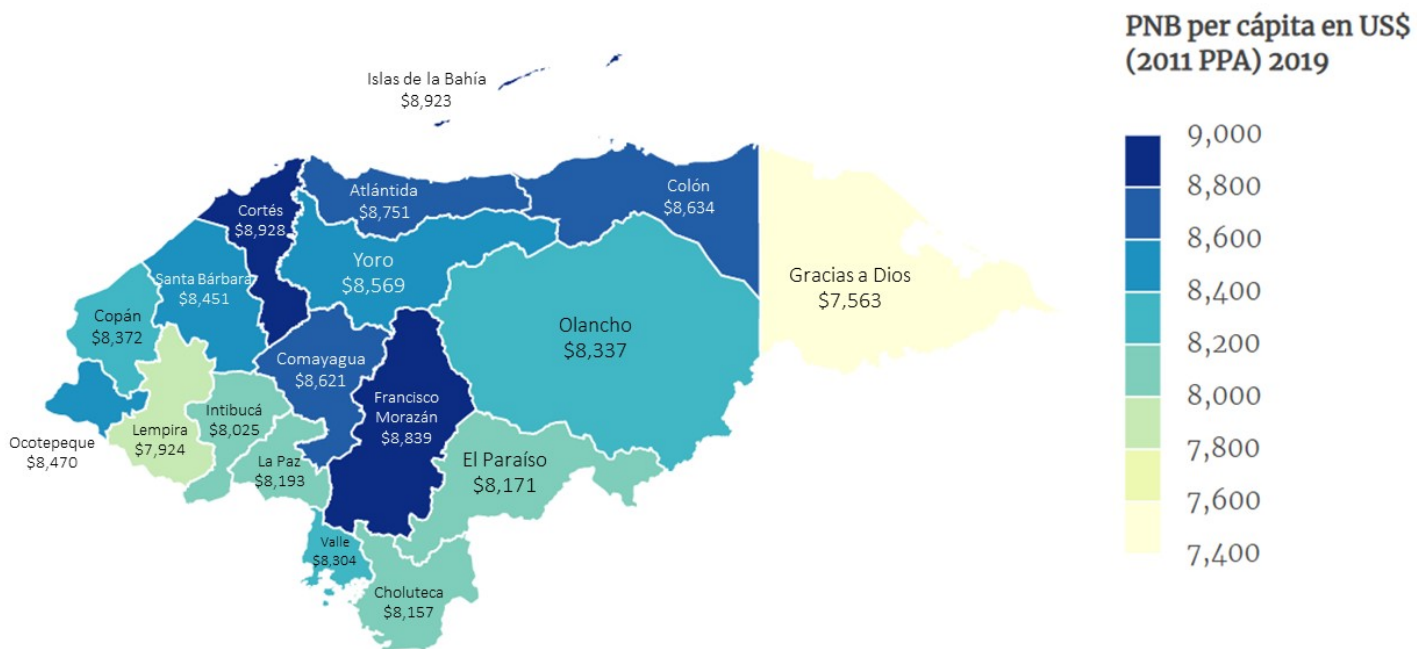 PNB per cápita en US$
(2011 PPA) 2019
9,000
8,800
8,600
8,400
8,200
8,000
7,800
7,600
7,400
Islas de la Bahía
$8,923
Atlántida
$8,751
Colón
$8,634
Cortés
$8,928
Yoro
$8,569
Gracias a Dios
$7,563
Santa Bárbara
$8,451
Copán
$8,372
Olancho
$8,337
Comayagua
$8,621
Francisco
Morazán
$8,839
Intibucá
$8,025
Lempira
$7,924
Ocotepeque
$8,470
La Paz
$8,193
El Paraíso
$8,171
Valle
$8,304
Choluteca
$8,157